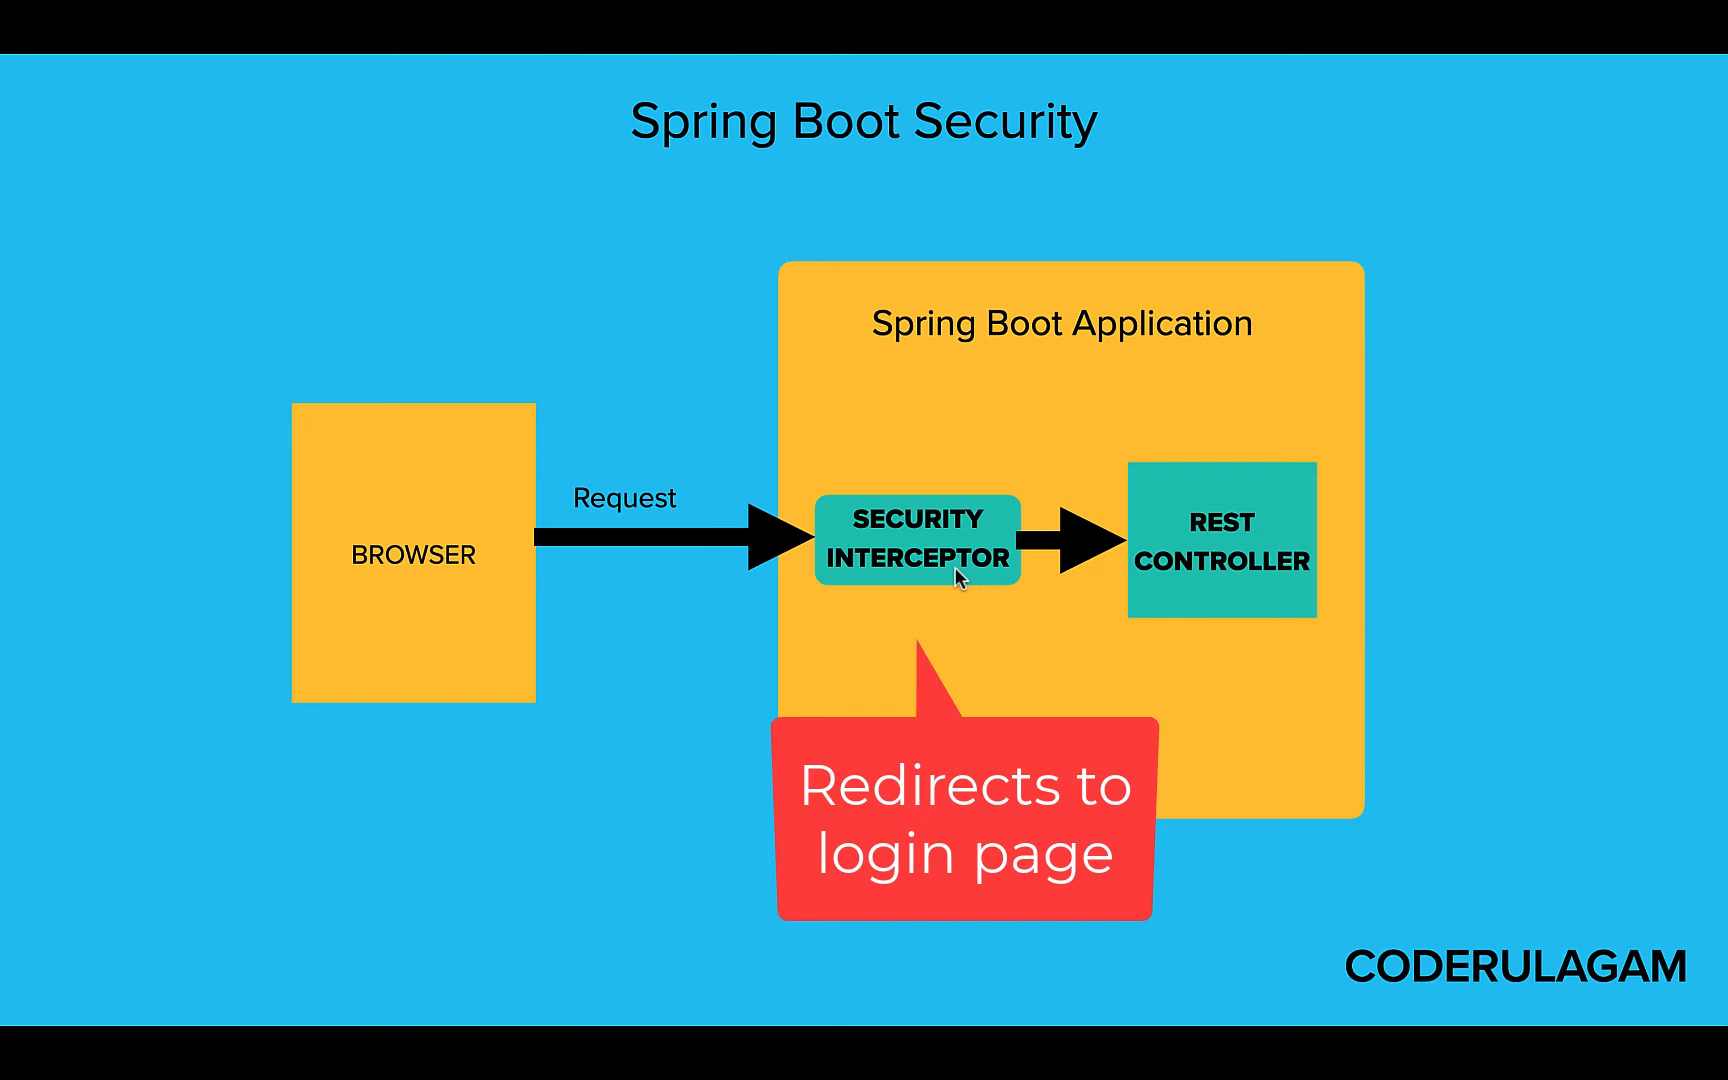 Spring Boot Security
Spring Boot Application
Request
BROWSER
SECURITY
INTERCEPTOR
REST
CONTROLLER
Redirects to
login page
CODERULAGAM